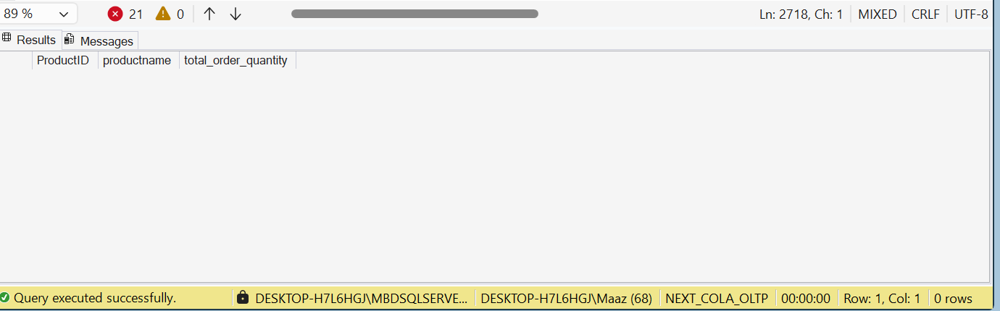 89 % 21 0 Ln: 2718, Ch: 1 MIXED CRLF UTF-8
Results Messages
ProductID productname total_order_quantity
Query executed successfully. DESKTOP-H7L6HGJ\MBDSQLSERVE... DESKTOP-H7L6HGJ\Maaz (68) NEXT_COLA_OLTP 00:00:00 Row: 1, Col: 1 0 rows